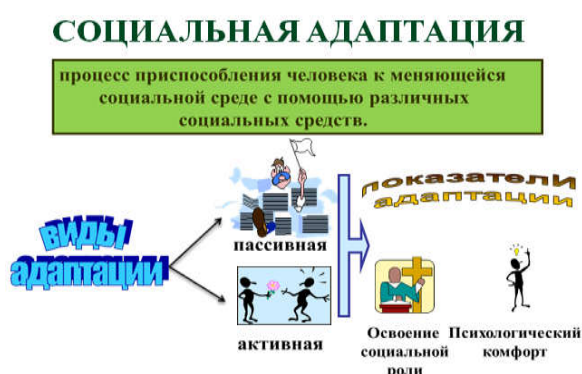 СОЦИАЛЬНАЯ АДАПТАЦИЯ
процесс приспособления человека к меняющейся
социальной среде с помощью различных
социальных средств.
показатели
адаптации
виды
адаптации
пассивная
активная
Освоение
социальной
роли
Психологический
комфорт